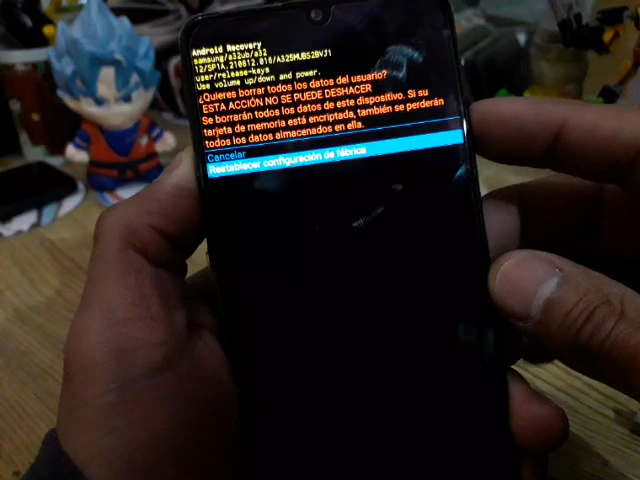 Android Recovery
samsung/a32ub/a32
12/SP1A.210812.016/A325MUBS2BVJ1
user/release-keys
Use volume up/down and power.
¿Quieres borrar todos los datos del usuario?
ESTA ACCIÓN NO SE PUEDE DESHACER
Se borrarán todos los datos de este dispositivo. Si su
tarjeta de memoria está encriptada, también se perderán
todos los datos almacenados en ella.
Cancelar
Restablecer configuración de fábrica